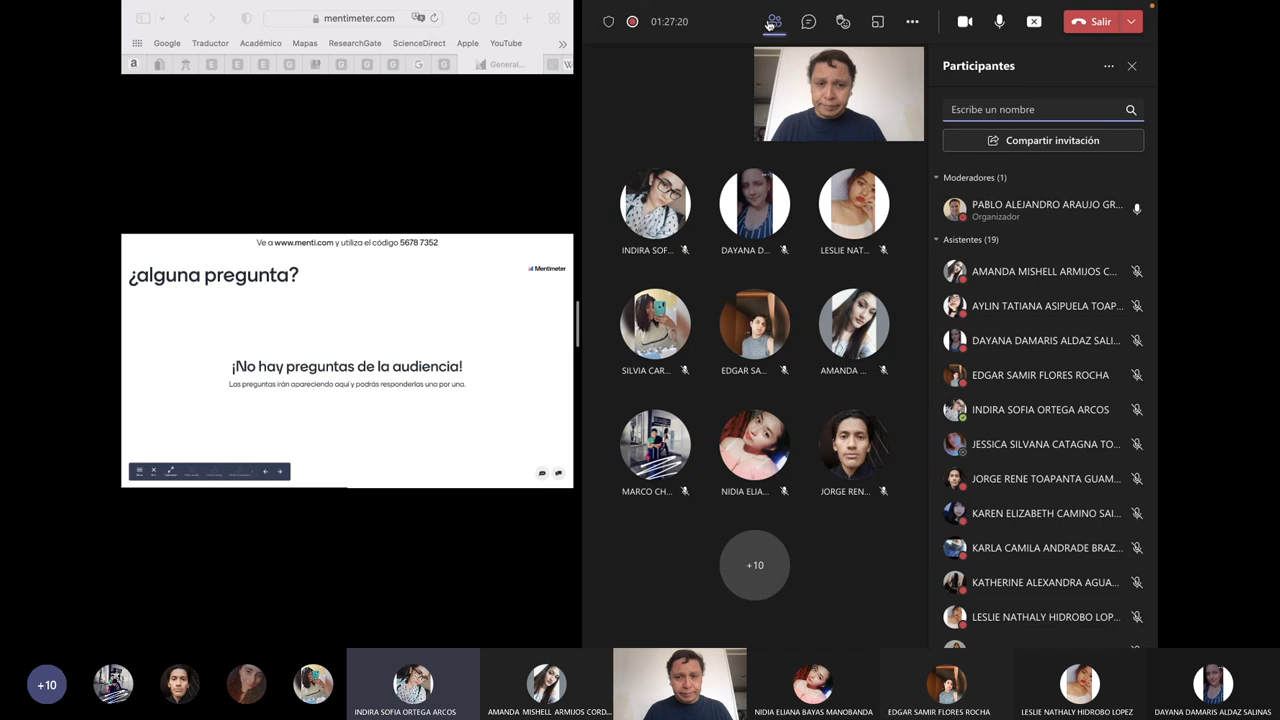 mentimeter.com
Google Traductor Académico Mapas ResearchGate ScienceDirect Apple YouTube
General...
Ve a www.menti.com y utiliza el código 5678 7352
¿alguna pregunta?
Mentimeter
¡No hay preguntas de la audiencia!
Las preguntas irán apareciendo aquí y podrás responderlas una por una.
01:27:20
Salir
INDIRA SOF...
DAYANA D...
LESLIE NAT...
SILVIA CAR...
EDGAR SA...
AMANDA ...
MARCO CH...
NIDIA ELIA...
JORGE REN...
+10
Participantes
Escribe un nombre
Compartir invitación
Moderadores (1)
PABLO ALEJANDRO ARAUJO GR...
Organizador
Asistentes (19)
AMANDA MISHELL ARMIJOS C...
AYLIN TATIANA ASIPUELA TOAP...
DAYANA DAMARIS ALDAZ SALI...
EDGAR SAMIR FLORES ROCHA
INDIRA SOFIA ORTEGA ARCOS
JESSICA SILVANA CATAGNA TO...
JORGE RENE TOAPANTA GUAM...
KAREN ELIZABETH CAMINO SAI...
KARLA CAMILA ANDRADE BRAZ...
KATHERINE ALEXANDRA AGUA...
LESLIE NATHALY HIDROBO LOP...
+10
INDIRA SOFIA ORTEGA ARCOS
AMANDA MISHELL ARMIJOS CORD...
NIDIA ELIANA BAYAS MANOBANDA
EDGAR SAMIR FLORES ROCHA
LESLIE NATHALY HIDROBO LOPEZ
DAYANA DAMARIS ALDAZ SALINAS